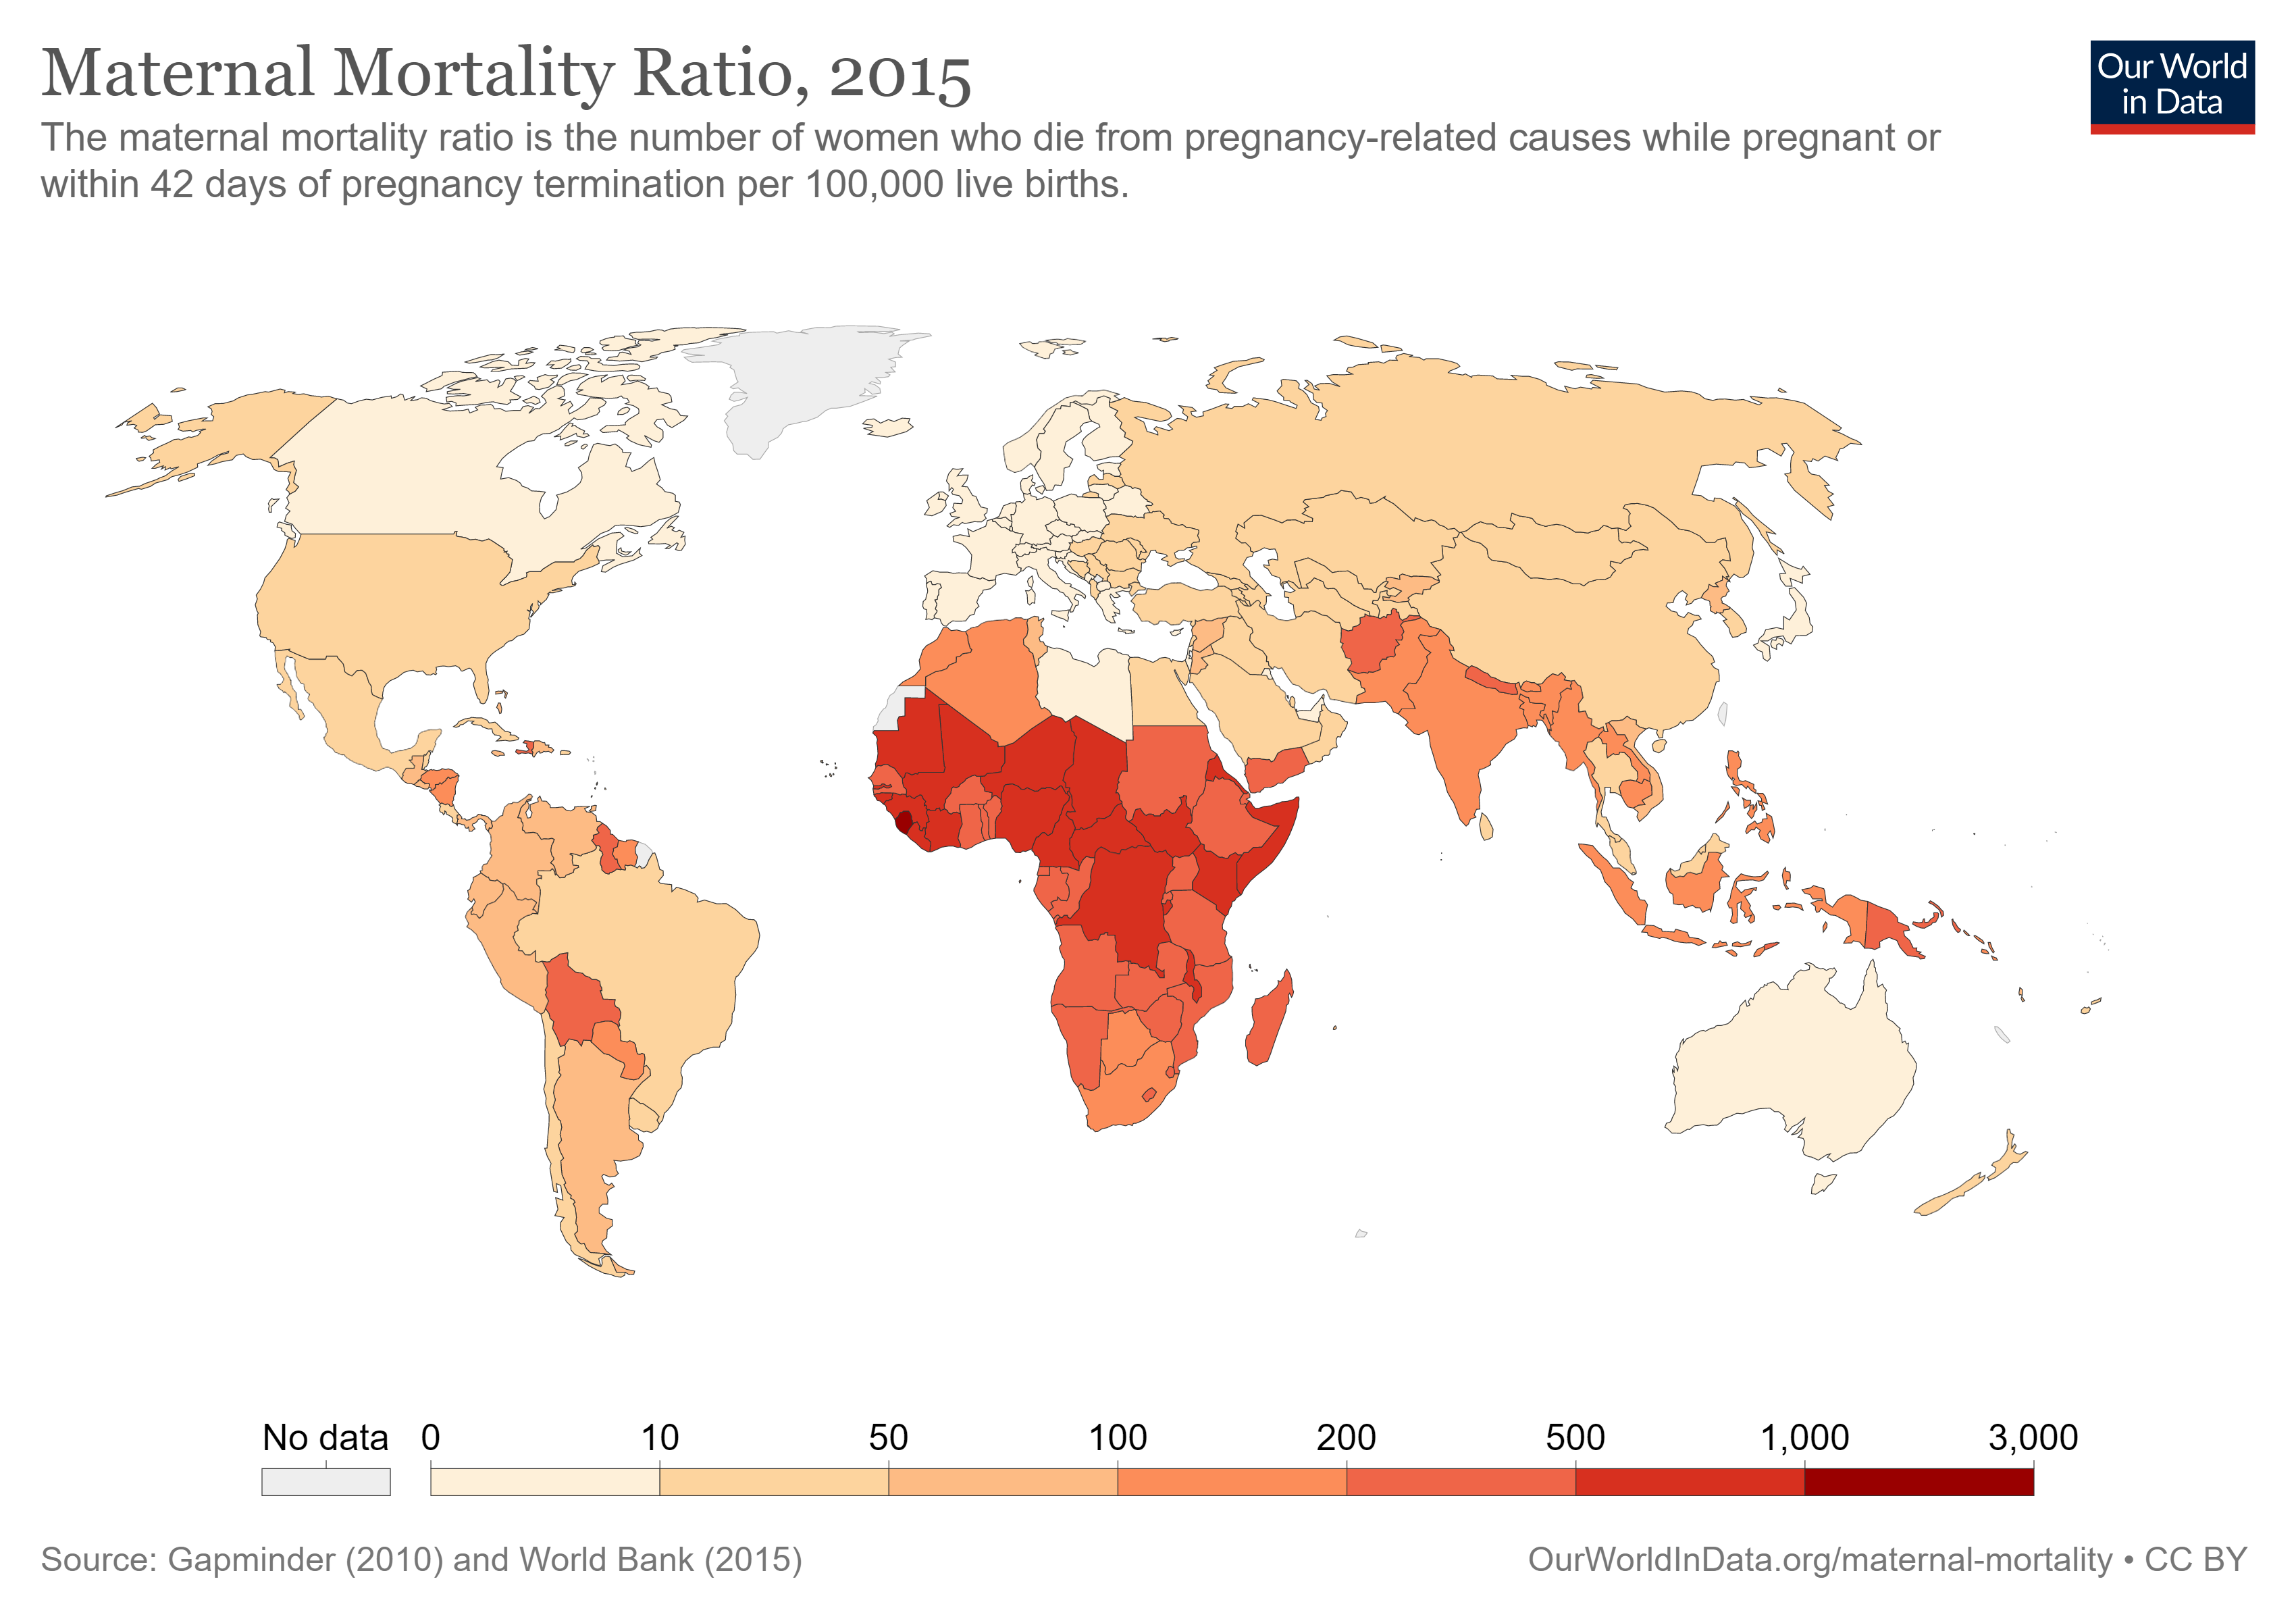 Maternal Mortality Ratio, 2015
Our World
in Data
The maternal mortality ratio is the number of women who die from pregnancy-related causes while pregnant or
within 42 days of pregnancy termination per 100,000 live births.
No data 0 10 50 100 200 500 1,000 3,000
Source: Gapminder (2010) and World Bank (2015)
OurWorldInData.org/maternal-mortality • CC BY